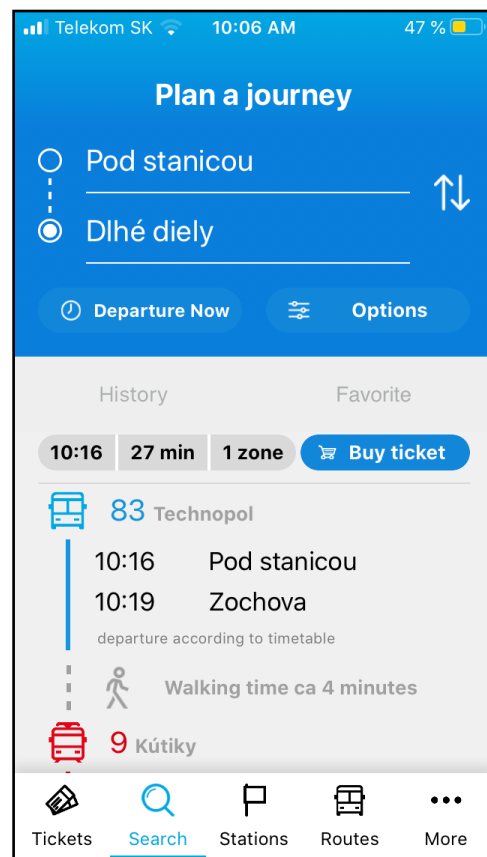 Telekom SK 10:06 AM 47 %
Plan a journey
Pod stanicou
Dlhé diely
Departure Now Options
History Favorite
10:16 27 min 1 zone Buy ticket
83 Technopol
10:16 Pod stanicou
10:19 Zochova
departure according to timetable
Walking time ca 4 minutes
9 Kútiky
Tickets Search Stations Routes More